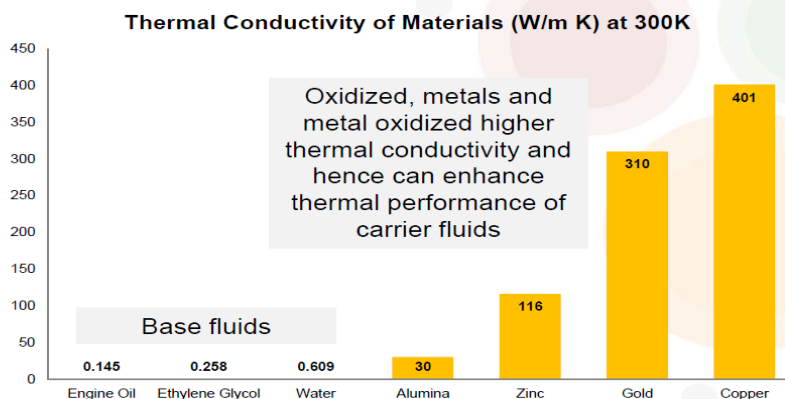 Thermal Conductivity of Materials (W/m K) at 300K
450
400
350
300
250
200
150
100
50
0
Oxidized, metals and
metal oxidized higher
thermal conductivity and
hence can enhance
thermal performance of
carrier fluids
Base fluids
0.145
0.258
0.609
30
116
310
401
Engine Oil
Ethylene Glycol
Water
Alumina
Zinc
Gold
Copper